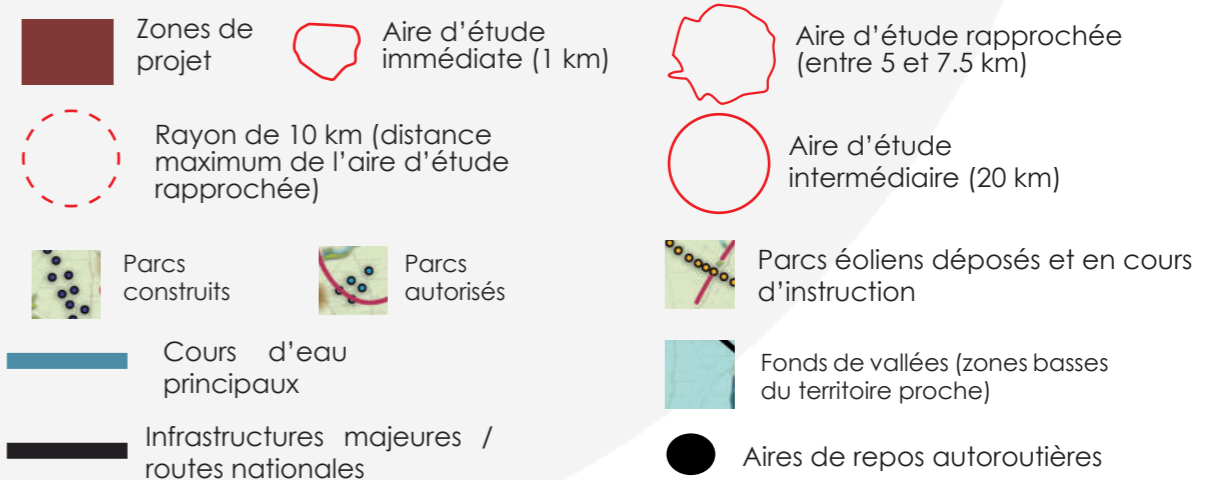 Zones de
projet
Aire d’étude
immédiate (1 km)
Aire d’étude rapprochée
(entre 5 et 7.5 km)
Rayon de 10 km (distance
maximum de l’aire d’étude
rapprochée)
Aire d’étude
intermédiaire (20 km)
Parcs
construits
Parcs
autorisés
Parcs éoliens déposés et en cours
d’instruction
Cours d’eau
principaux
Fonds de vallées (zones basses
du territoire proche)
Infrastructures majeures /
routes nationales
Aires de repos autoroutières